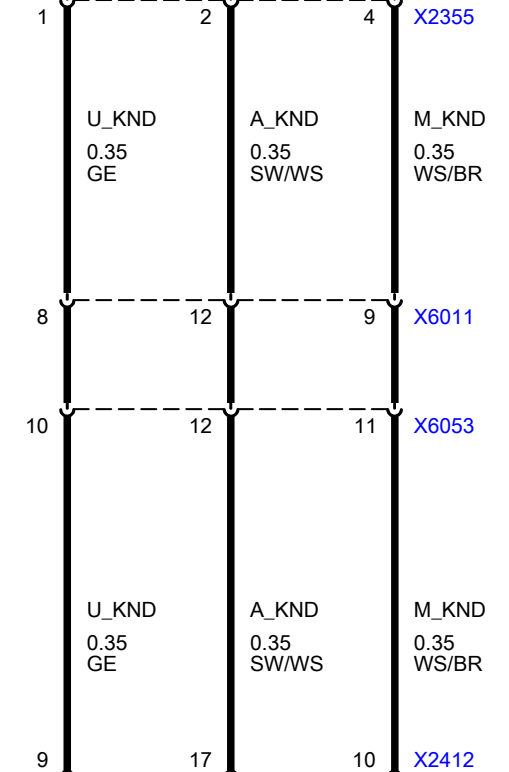 1 2 4 X2355
U_KND A_KND M_KND
0.35 0.35 0.35
GE SW/WS WS/BR
8 12 9 X6011
10 12 11 X6053
U_KND A_KND M_KND
0.35 0.35 0.35
GE SW/WS WS/BR
9 17 10 X2412